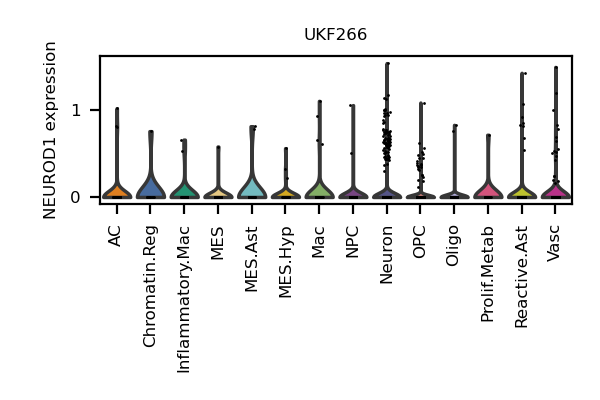 UKF266
NEUROD1 expression
1
0
AC
Chromatin.Reg
Inflammatory.Mac
MES
MES.Ast
MES.Hyp
Mac
NPC
Neuron
OPC
Oligo
Prolif.Metab
Reactive.Ast
Vasc